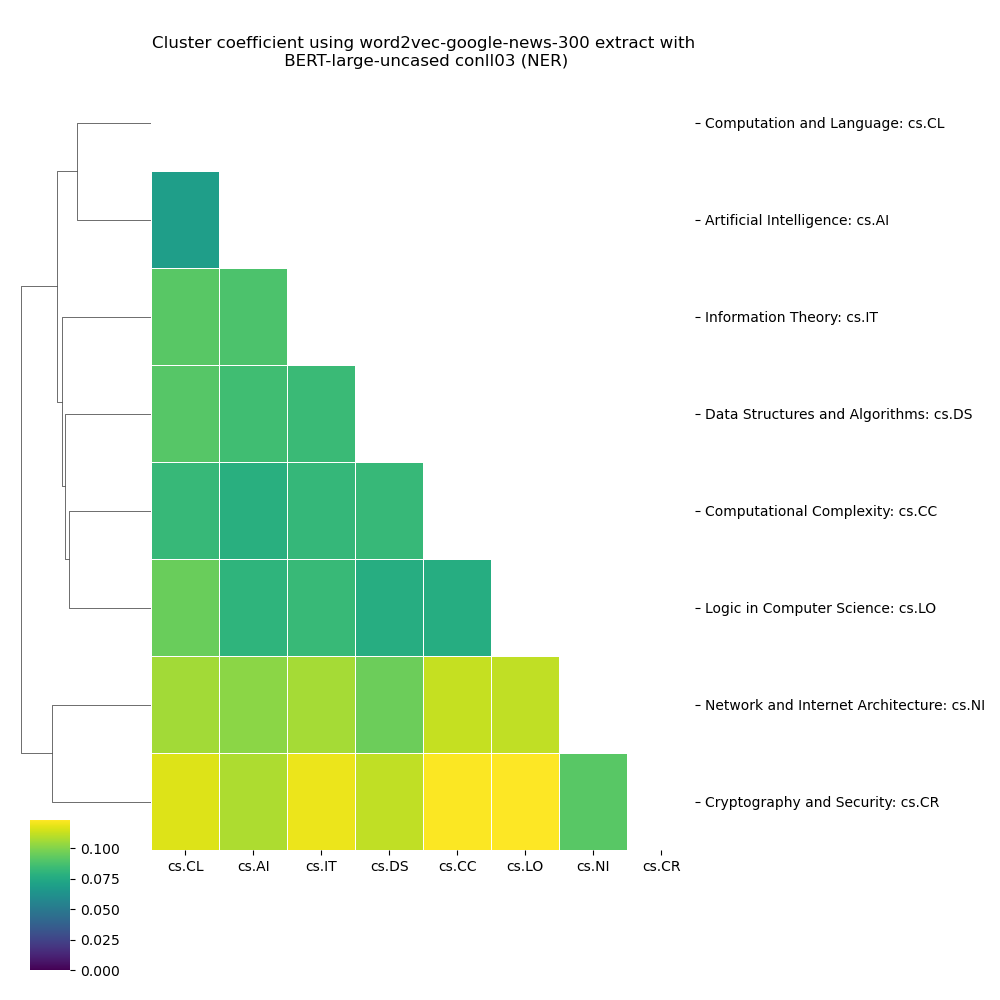 Cluster coefficient using word2vec-google-news-300 extract with
BERT-large-uncased conll03 (NER)
Computation and Language: cs.CL
Artificial Intelligence: cs.AI
Information Theory: cs.IT
Data Structures and Algorithms: cs.DS
Computational Complexity: cs.CC
Logic in Computer Science: cs.LO
Network and Internet Architecture: cs.NI
Cryptography and Security: cs.CR
cs.CL cs.AI cs.IT cs.DS cs.CC cs.LO cs.NI cs.CR
0.100
0.075
0.050
0.025
0.000